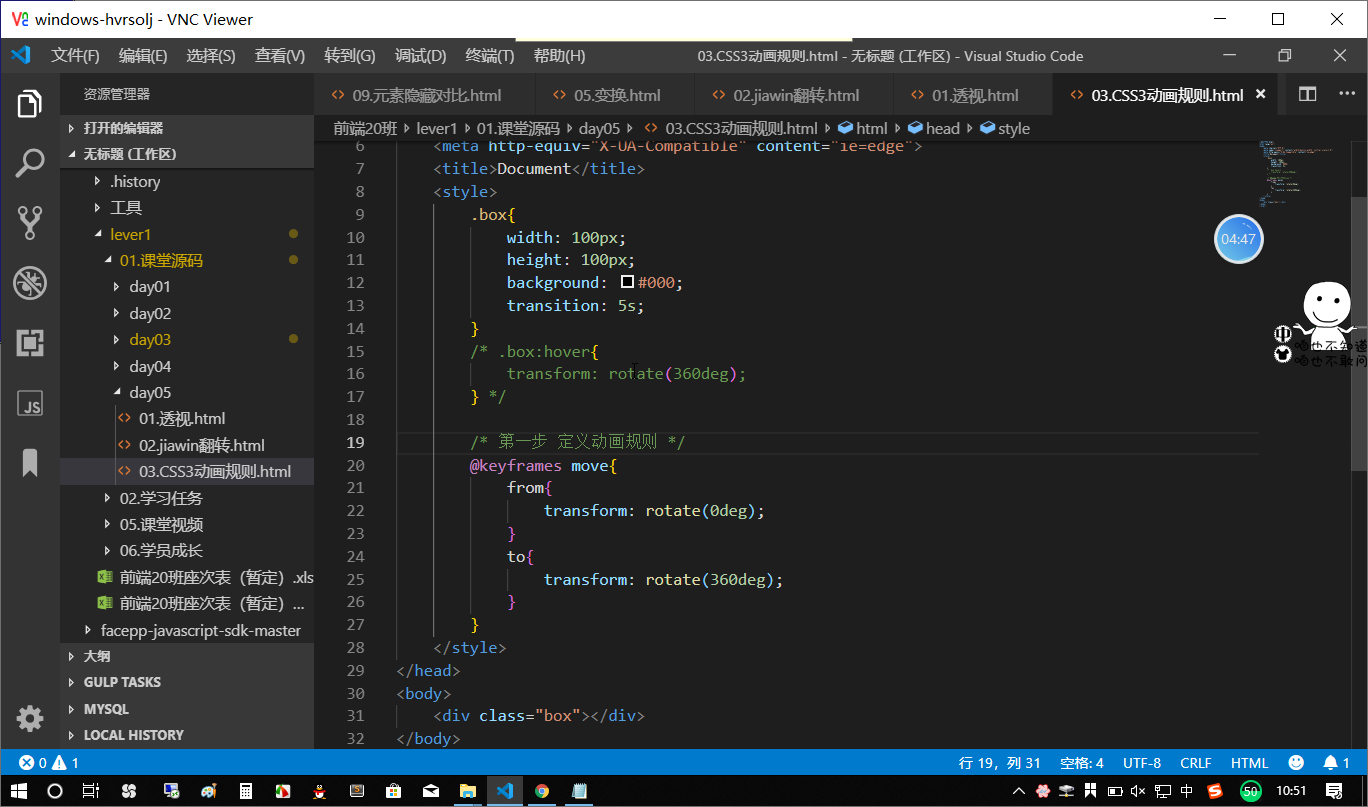 windows-hvrsolj - VNC Viewer
文件(F) 编辑(E) 选择(S) 查看(V) 转到(G) 调试(D) 终端(T) 帮助(H) 03.CSS3动画规则.html - 无标题 (工作区) - Visual Studio Code
资源管理器
09.元素隐藏对比.html 05.变换.html 02.jiawin翻转.html 01.透视.html 03.CSS3动画规则.html
打开的编辑器
无标题 (工作区)
.history
工具
lever1
01.课堂源码
day01
day02
day03
day04
day05
01.透视.html
02.jiawin翻转.html
03.CSS3动画规则.html
02.学习任务
05.课堂视频
06.学员成长
前端20班座次表（暂定）.xls
前端20班座次表（暂定）...
facepp-javascript-sdk-master
大纲
GULP TASKS
MYSQL
LOCAL HISTORY
前端20班 lever1 01.课堂源码 day05 03.CSS3动画规则.html html head style
6 <meta http-equiv="X-UA-Compatible" content="ie=edge">
7 <title>Document</title>
8 <style>
9 .box{
10 width: 100px;
11 height: 100px;
12 background: #000;
13 transition: 5s;
14 }
15 /* .box:hover{
16 transform: rotate(360deg);
17 } */
18
19 /* 第一步 定义动画规则 */
20 @keyframes move{
21 from{
22 transform: rotate(0deg);
23 }
24 to{
25 transform: rotate(360deg);
26 }
27 }
28 </style>
29 </head>
30 <body>
31 <div class="box"></div>
32 </body>
04:47
中
咱也不知道
咱也不敢问
JS
0 1 行 19，列 31 空格: 4 UTF-8 CRLF HTML 1
中 50 10:51